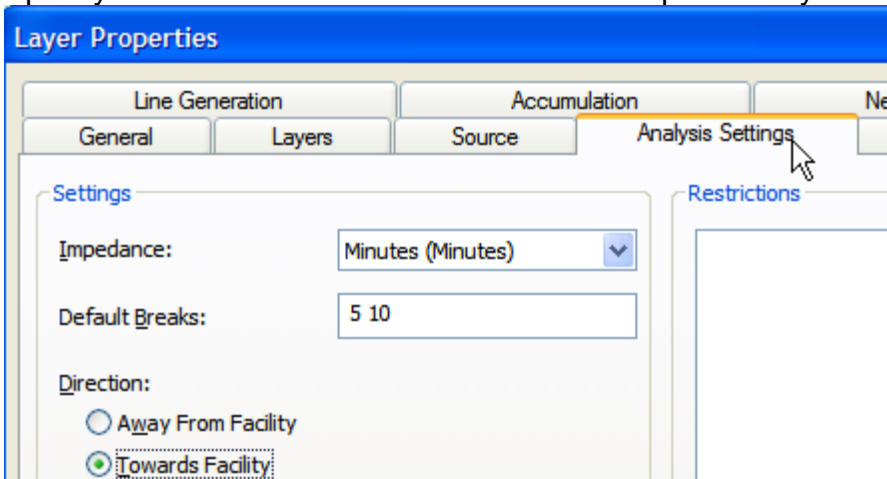 Layer Properties
Line Generation Accumulation
General Layers Source Analysis Settings
Settings
Restrictions
Impedance: Minutes (Minutes)
Default Breaks: 5 10
Direction:
Away From Facility
Towards Facility